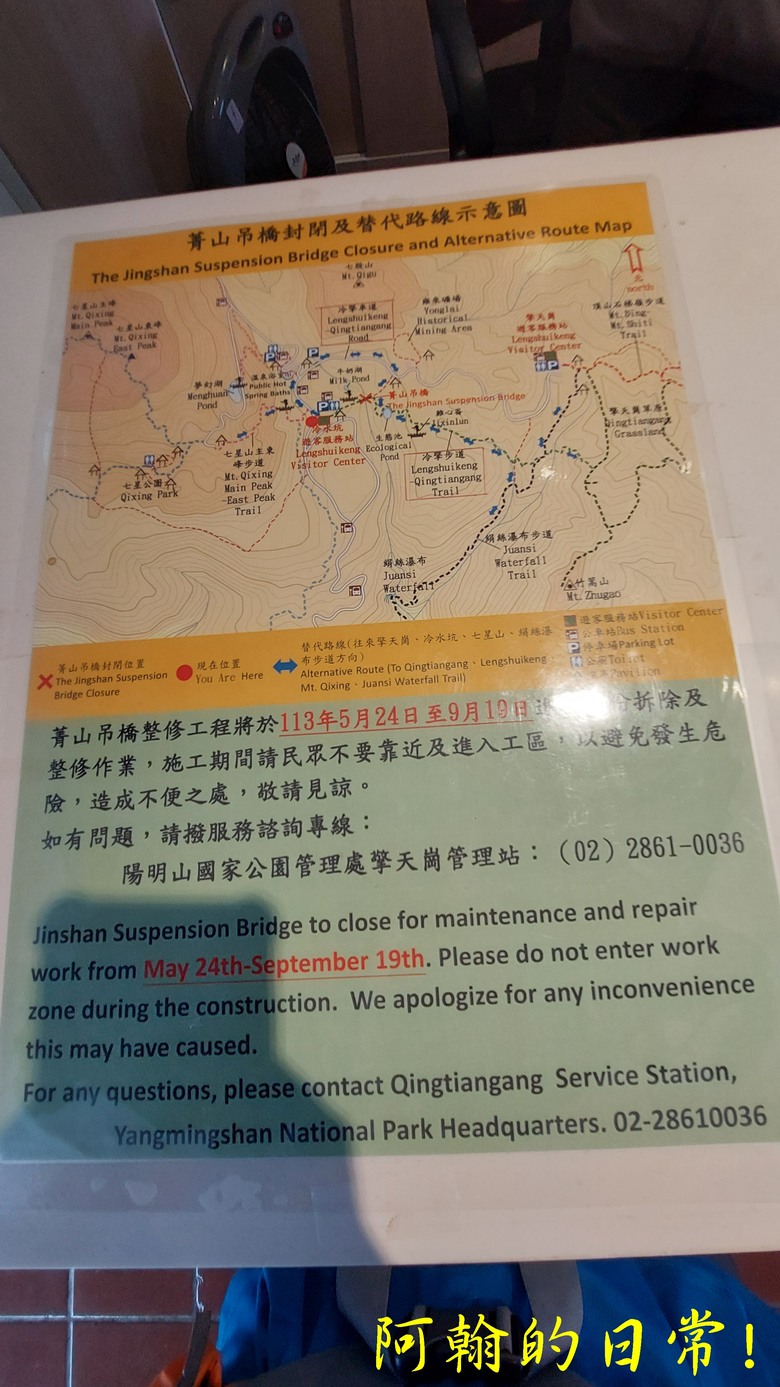 菁山吊橋封閉及替代路線示意圖
The Jingshan Suspension Bridge Closure and Alternative Route Map
北
north
七股山
Mt.Qigu
七星山主峰
Mt.Qixing
Main Peak
七星山東峰
Mt.Qixing
East Peak
冷擎車道
Lengshuikeng
-Qingtiangang
Road
Yonglai
Historical
Mining Area
擎天崗
遊客服務站
Lengshuikeng
Visitor Center
頂山石梯嶺步道
Mt.Ding-
Mt.Shiti
Trail
夢幻湖
Menghuan
Pond
溫泉浴室
Public Hot
Spring Baths
牛奶湖
Milk Pond
菁山吊橋
The Jingshan Suspension Bridge
冷水坑
遊客服務站
Lengshuikeng
Visitor Center
生態池
Ecological
Pond
雞心崙
Jixinlun
擎天崗草原
Qingtiangang
Grassland
七星山主東
峰步道
Mt.Qixing
Main Peak
-East Peak
Trail
七星公園
Qixing Park
冷擎步道
Lengshuikeng
-Qingtiangang
Trail
絹絲瀑布
Juansi
Waterfall
絹絲瀑布步道
Juansi
Waterfall
Trail
竹篙山
Mt.Zhugao
菁山吊橋封閉位置
The Jingshan Suspension
Bridge Closure
現在位置
You Are Here
替代路線(往來擎天崗、冷水坑、七星山、絹絲瀑
布步道方向)
Alternative Route (To Qingtiangang、Lengshuikeng、
Mt. Qixing、Juansi Waterfall Trail)
遊客服務站Visitor Center
公車站Bus Station
停車場Parking Lot
公廁Toilet
Pavilion
菁山吊橋整修工程將於113年5月24日至9月19日進 分拆除及
整修作業，施工期間請民眾不要靠近及進入工區，以避免發生危
險，造成不便之處，敬請見諒。
如有問題，請撥服務諮詢專線：
陽明山國家公園管理處擎天崗管理站：（02）2861-0036
Jinshan Suspension Bridge to close for maintenance and repair
work from May 24th-September 19th. Please do not enter work
zone during the construction. We apologize for any inconvenience
this may have caused.
For any questions, please contact Qingtiangang Service Station,
Yangmingshan National Park Headquarters. 02-28610036
阿翰的日常!